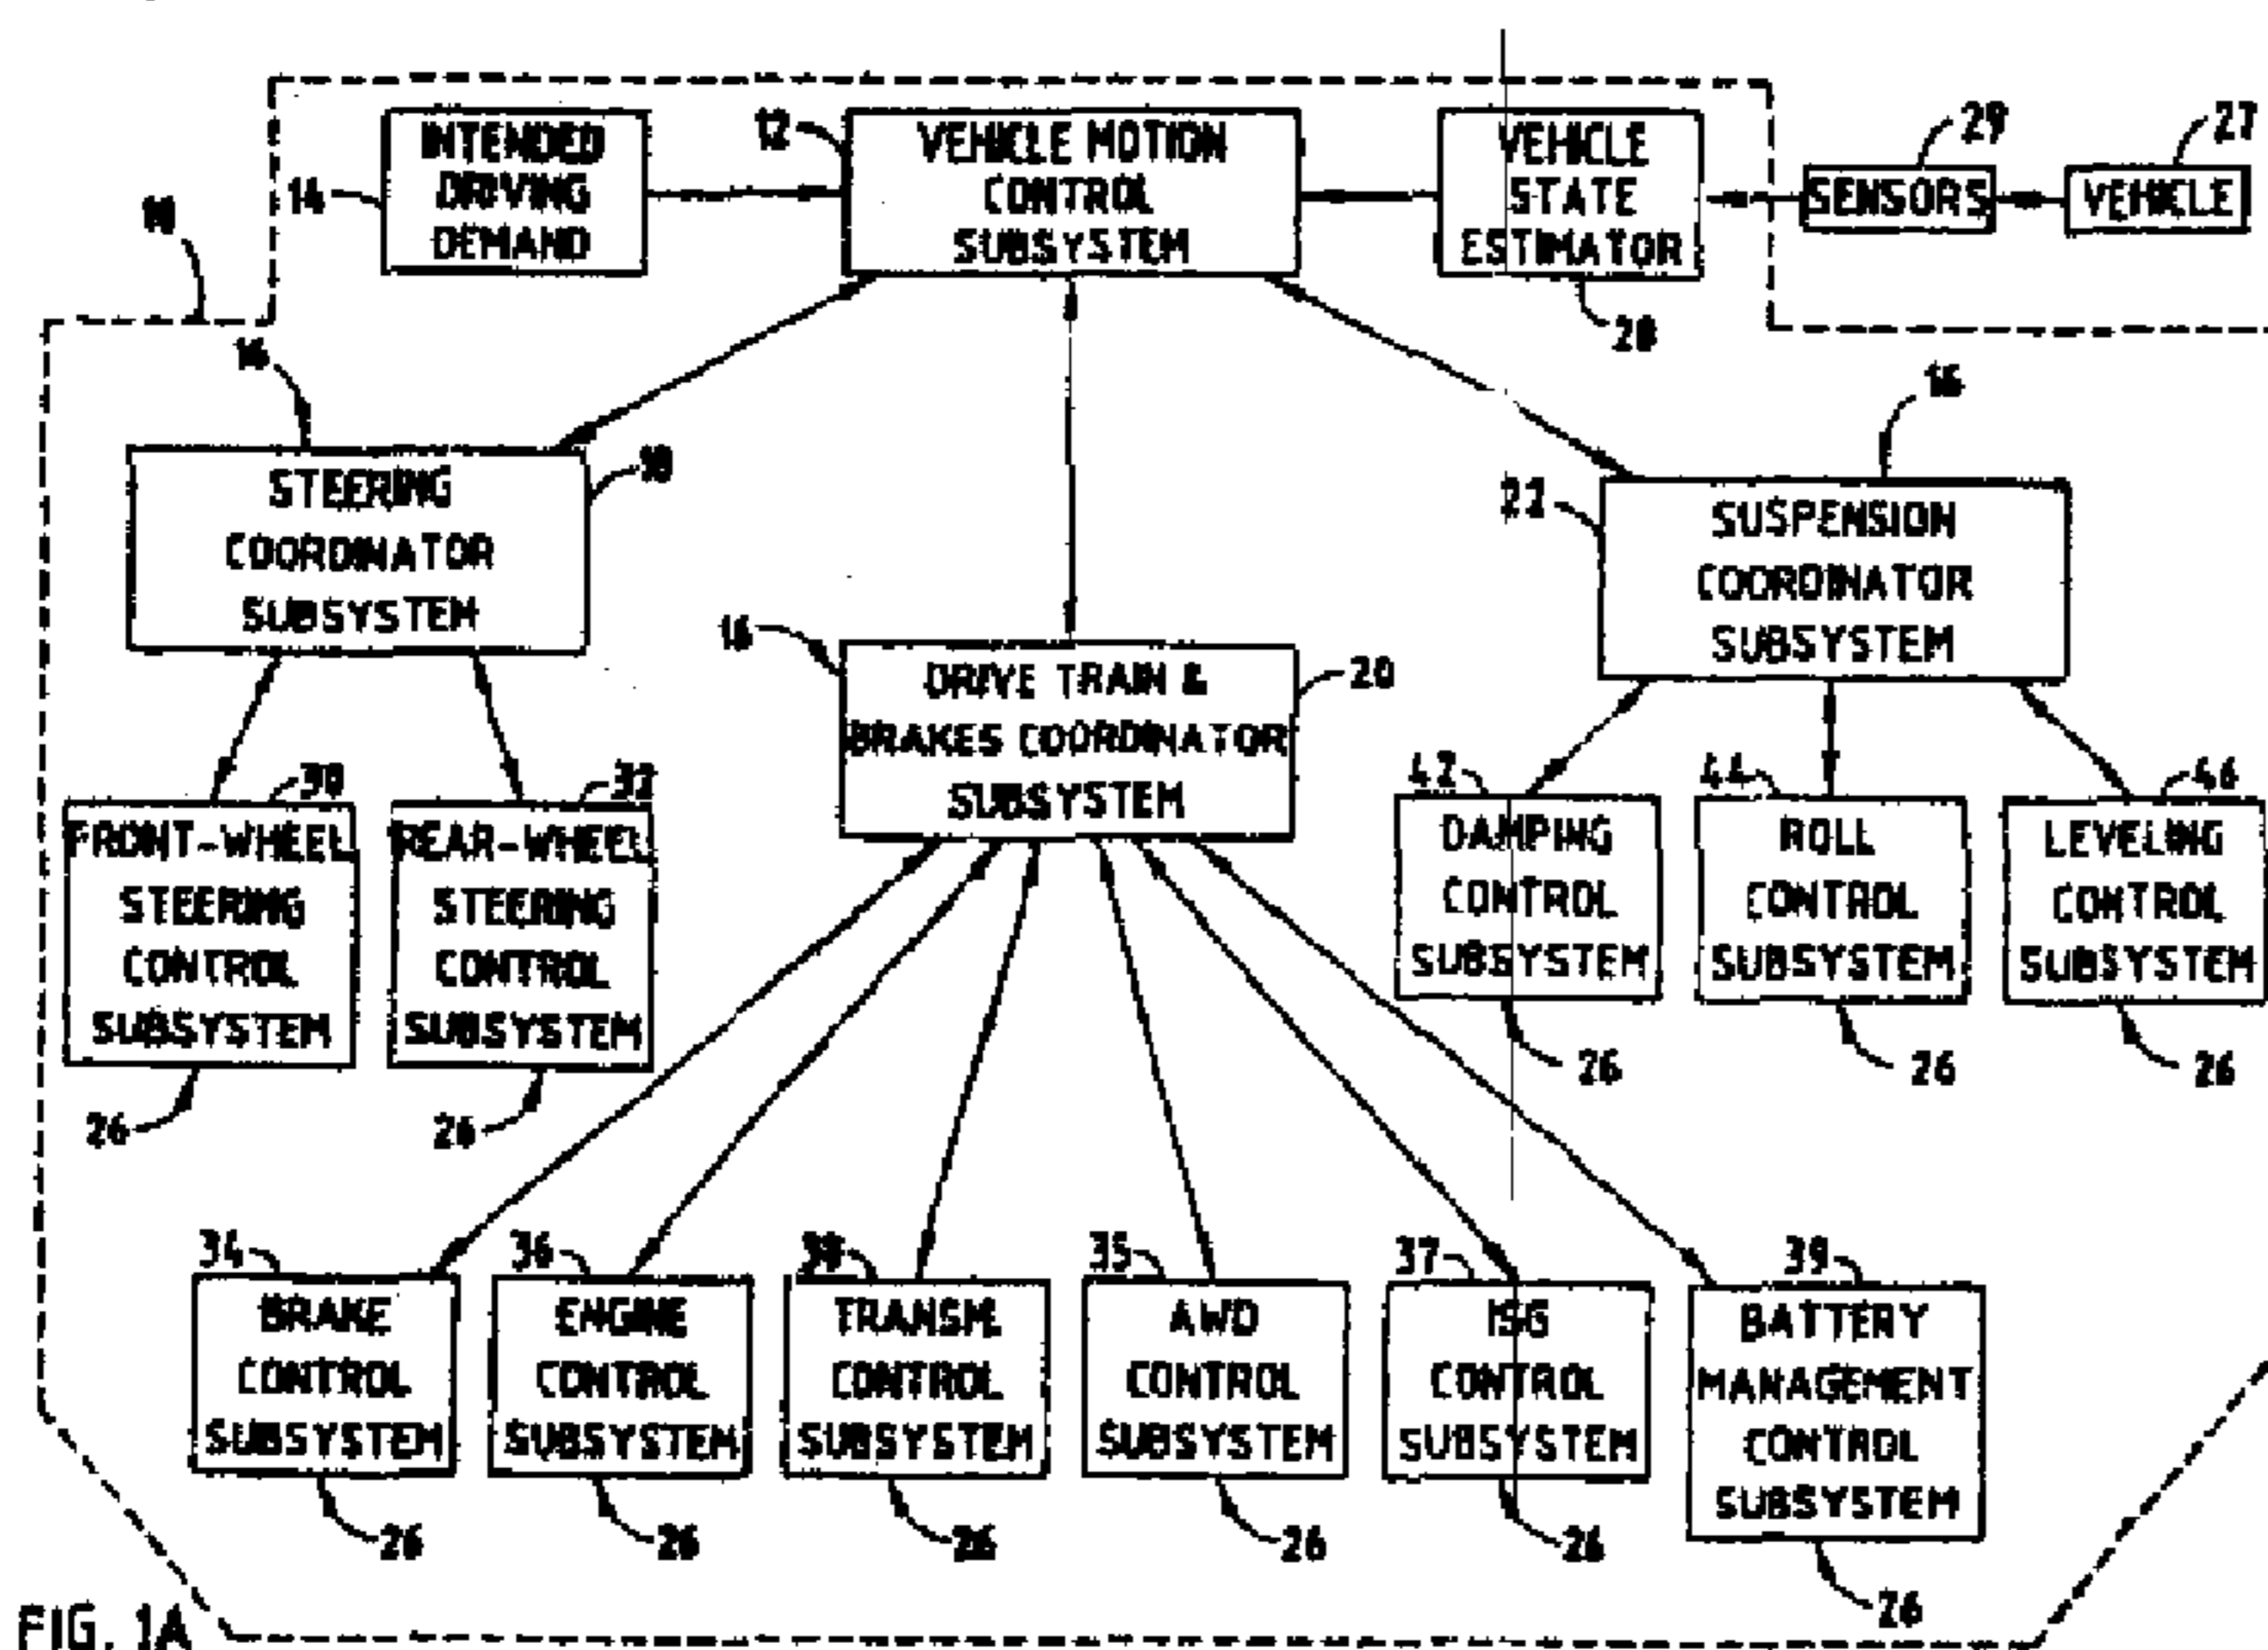 INTENDED
DRIVING
DEMAND
14
12
VEHICLE MOTION
CONTROL
SUBSYSTEM
VEHICLE
STATE
ESTIMATOR
28
29
SENSORS
27
VEHICLE
10
16
STEERING
COORDINATOR
SUBSYSTEM
18
16
DRIVE TRAIN &
BRAKES COORDINATOR
SUBSYSTEM
20
16
22
SUSPENSION
COORDINATOR
SUBSYSTEM
30
FRONT-WHEEL
STEERING
CONTROL
SUBSYSTEM
26
32
REAR-WHEEL
STEERING
CONTROL
SUBSYSTEM
26
42
DAMPING
CONTROL
SUBSYSTEM
26
44
ROLL
CONTROL
SUBSYSTEM
26
46
LEVELING
CONTROL
SUBSYSTEM
26
34
BRAKE
CONTROL
SUBSYSTEM
26
36
ENGINE
CONTROL
SUBSYSTEM
26
TRANSM.
CONTROL
SUBSYSTEM
26
35
AWD
CONTROL
SUBSYSTEM
26
37
ISG
CONTROL
SUBSYSTEM
26
39
BATTERY
MANAGEMENT
CONTROL
SUBSYSTEM
26
FIG. 1A